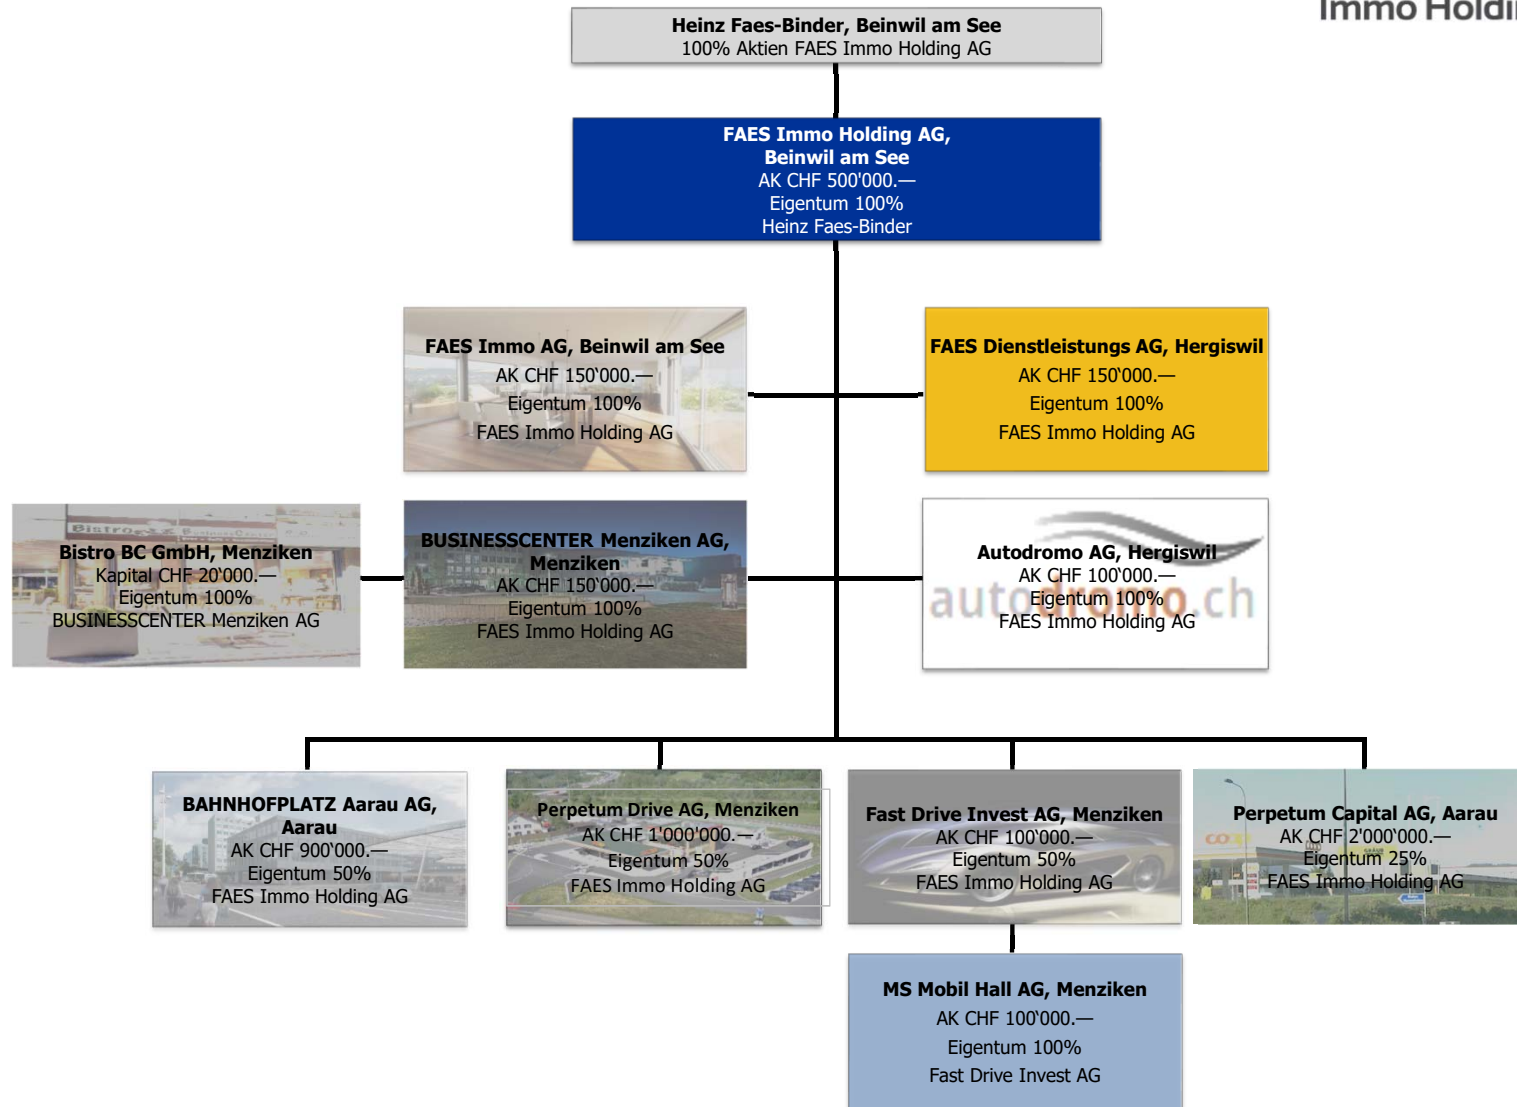 Immo Holdi
Heinz Faes-Binder, Beinwil am See
100% Aktien FAES Immo Holding AG
FAES Immo Holding AG,
Beinwil am See
AK CHF 500'000.—
Eigentum 100%
Heinz Faes-Binder
FAES Immo AG, Beinwil am See
AK CHF 150‘000.—
Eigentum 100%
FAES Immo Holding AG
FAES Dienstleistungs AG, Hergiswil
AK CHF 150‘000.—
Eigentum 100%
FAES Immo Holding AG
Bistro
Bistro BC GmbH, Menziken
Kapital CHF 20‘000.—
Eigentum 100%
BUSINESSCENTER Menziken AG
BUSINESSCENTER Menziken AG,
Menziken
AK CHF 150‘000.—
Eigentum 100%
FAES Immo Holding AG
Autodromo AG, Hergiswil
AK CHF 100‘000.—
Eigentum 100%
FAES Immo Holding AG
autodromo.ch
BAHNHOFPLATZ Aarau AG,
Aarau
AK CHF 900‘000.—
Eigentum 50%
FAES Immo Holding AG
Perpetum Drive AG, Menziken
AK CHF 1'000'000.—
Eigentum 50%
FAES Immo Holding AG
Fast Drive Invest AG, Menziken
AK CHF 100‘000.—
Eigentum 50%
FAES Immo Holding AG
Perpetum Capital AG, Aarau
AK CHF 2'000‘000.—
Eigentum 25%
FAES Immo Holding AG
MS Mobil Hall AG, Menziken
AK CHF 100‘000.—
Eigentum 100%
Fast Drive Invest AG